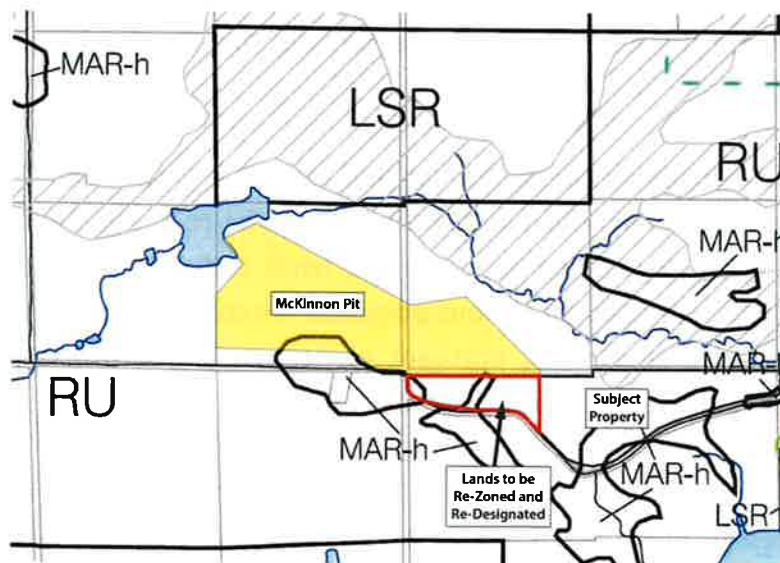 MAR-h
LSR
RU
MAR-h
McKinnon Pit
MAR-
RU
Subject
Property
MAR-h
MAR-h
Lands to be
Re-Zoned and
Re-Designated
LSR-